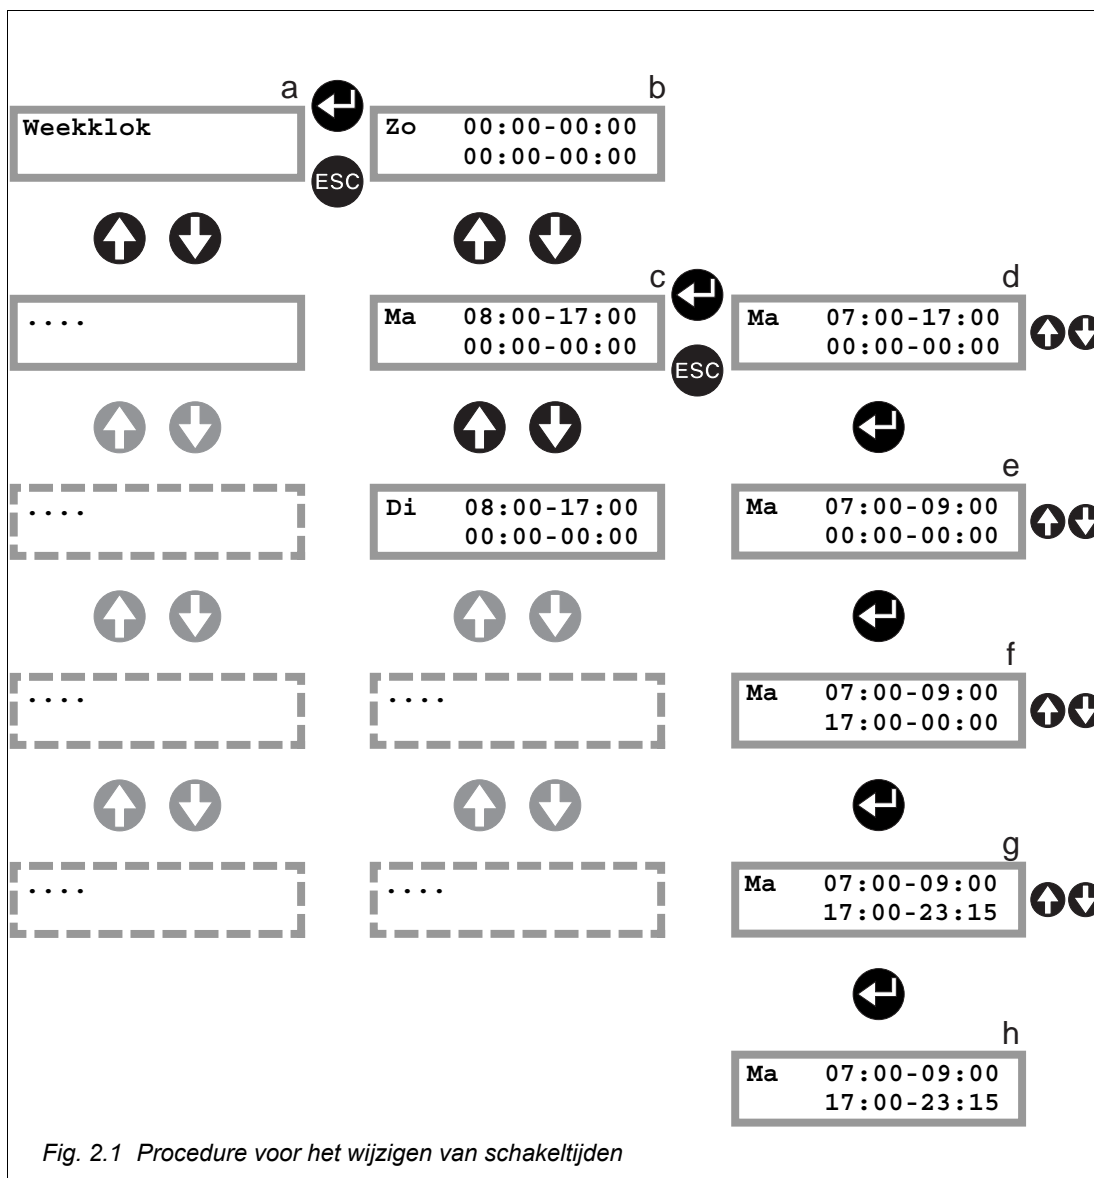 a
b
Weekklok
Zo 00:00-00:00
00:00-00:00
ESC
c
d
....
Ma 08:00-17:00
00:00-00:00
ESC
Ma 07:00-17:00
00:00-00:00
e
....
Di 08:00-17:00
00:00-00:00
Ma 07:00-09:00
00:00-00:00
f
....
....
Ma 07:00-09:00
17:00-00:00
g
....
....
Ma 07:00-09:00
17:00-23:15
h
Ma 07:00-09:00
17:00-23:15
Fig. 2.1 Procedure voor het wijzigen van schakeltijden